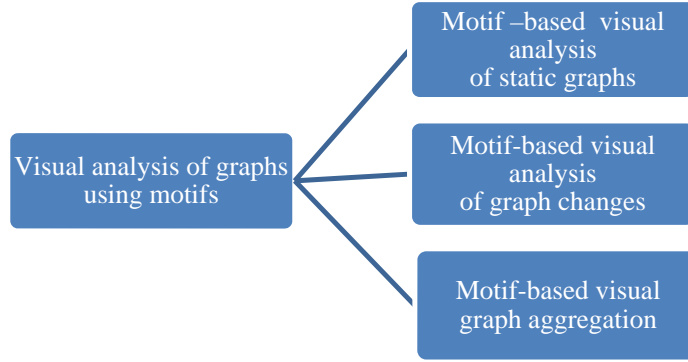 Visual analysis of graphs
using motifs
Motif –based  visual
analysis
of static graphs
Motif-based visual
analysis
of graph changes
Motif-based visual
graph aggregation